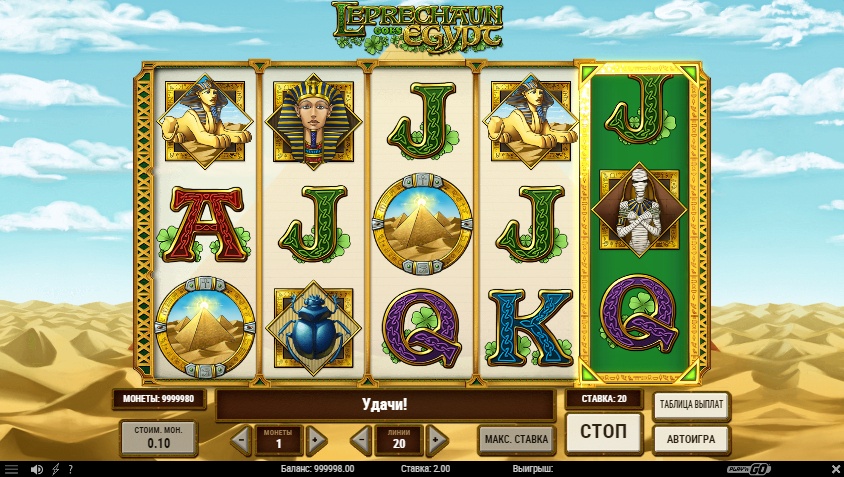 LEPRECHAUN
GOES EGYPT
J
J
A
J
J
Q
K
Q
МОНЕТЫ: 9999980
Удачи!
СТАВКА: 20
ТАБЛИЦА ВЫПЛАТ
СТОИМ. МОН.
0.10
МОНЕТЫ
1
ЛИНИИ
20
МАКС. СТАВКА
СТОП
АВТОИГРА
? Баланс: 999998.00 Ставка: 2.00 Выигрыш: PLAY'N GO